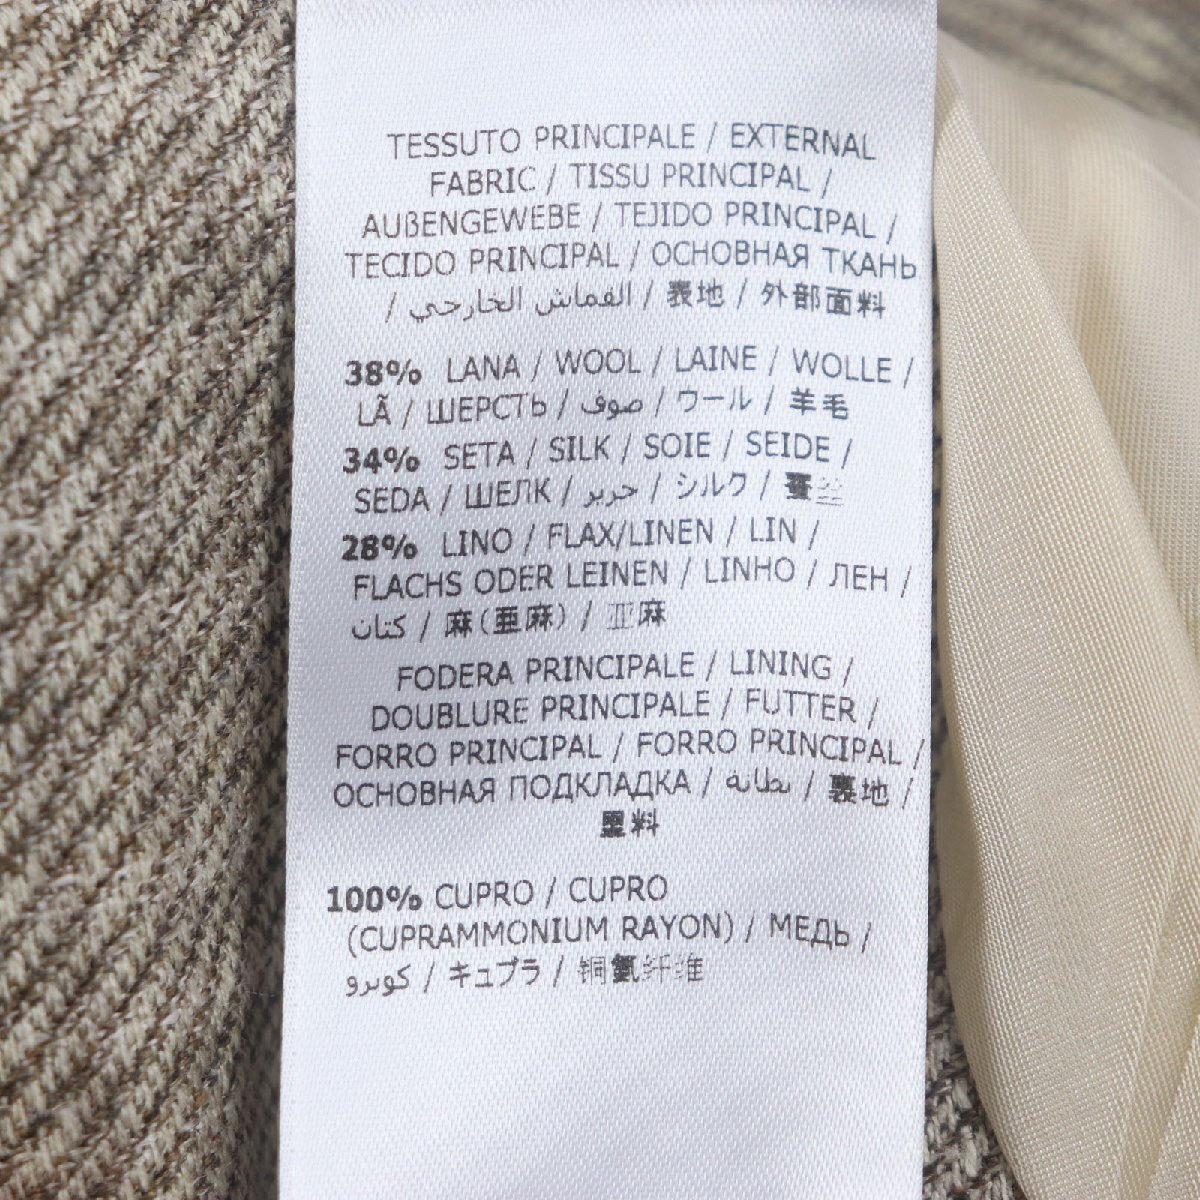 TESSUTO PRINCIPALE / EXTERNAL
FABRIC / TISSU PRINCIPAL /
AUßENGEWEBE / TEJIDO PRINCIPAL /
TECIDO PRINCIPAL / ОСНОВНАЯ ТКАНЬ
/ القماش الخارجي / 表地 / 外部面料
38% LANA / WOOL / LAINE / WOLLE /
LÃ / ШЕРСТЬ / صوف / ウール / 羊毛
34% SETA / SILK / SOIE / SEIDE /
SEDA / ШЕЛК / حرير / シルク / 蚕丝
28% LINO / FLAX/LINEN / LIN /
FLACHS ODER LEINEN / LINHO / ЛЕН /
كتان / 麻(亜麻) / 亚麻
FODERA PRINCIPALE / LINING /
DOUBLURE PRINCIPALE / FUTTER /
FORRO PRINCIPAL / FORRO PRINCIPAL /
ОСНОВНАЯ ПОДКЛАДКА / بطانة / 裏地 /
里料
100% CUPRO / CUPRO
(CUPRAMMONIUM RAYON) / МЕДЬ /
كوبرو / キュプラ / 铜氨纤维